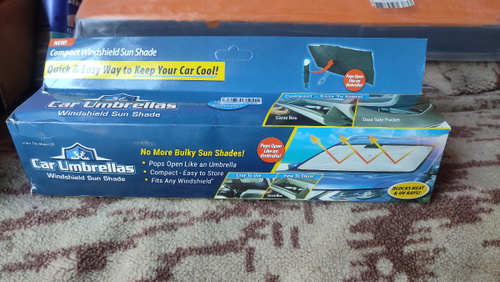 NEW!
Compact Windshield Sun Shade
Quick & Easy Way to Keep Your Car Cool!
Pops Open
Like an
Umbrella!
Compact - Easy To Store!
Glove Box
Door Side Pocket
Car Umbrellas
Windshield Sun Shade
Car Umbrellas
Windshield Sun Shade
No More Bulky Sun Shades!
• Pops Open Like an Umbrella
• Compact - Easy to Store
• Fits Any Windshield*
Pops Open
Like an
Umbrella!
Easy To Use
Easy To Store!
BLOCKS HEAT
& UV RAYS!